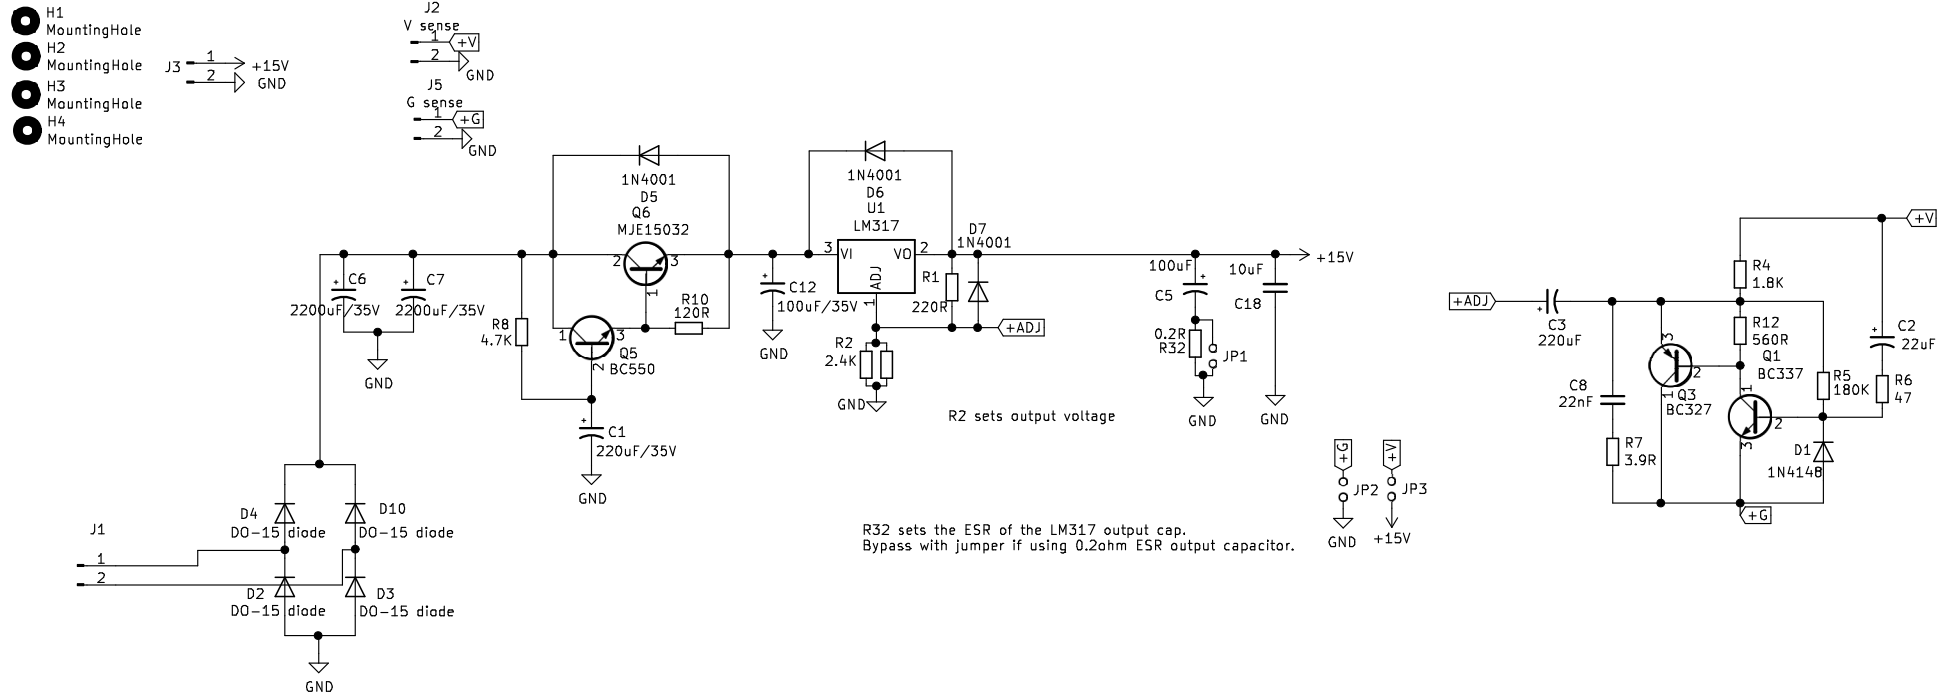 H1
MountingHole
H2
MountingHole
H3
MountingHole
H4
MountingHole
J3
1
+15V
2
GND
J2
V sense
1
+V
2
GND
J5
G sense
1
+G
2
GND
1N4001
D5
Q6
MJE15032
2
3
1
R10
120R
C6
2200uF/35V
C7
2200uF/35V
GND
R8
4.7K
1
3
Q5
BC550
2
C1
220uF/35V
GND
C12
100uF/35V
GND
1N4001
D6
U1
LM317
3
VI
VO
2
ADJ
1
D7
1N4001
R1
220R
+ADJ
R2
2.4K
GND
R2 sets output voltage
100uF
C5
0.2R
R32
JP1
GND
10uF
C18
GND
+15V
R32 sets the ESR of the LM317 output cap.
Bypass with jumper if using 0.2ohm ESR output capacitor.
+G
JP2
GND
+V
JP3
+15V
J1
1
2
D4
DO-15 diode
D10
DO-15 diode
D2
DO-15 diode
D3
DO-15 diode
GND
+V
R4
1.8K
+ADJ
C3
220uF
R12
560R
Q1
BC337
C2
22uF
3
2
1
Q3
BC327
C8
22nF
R5
180K
R6
47
1
2
3
R7
3.9R
D1
1N4148
+G